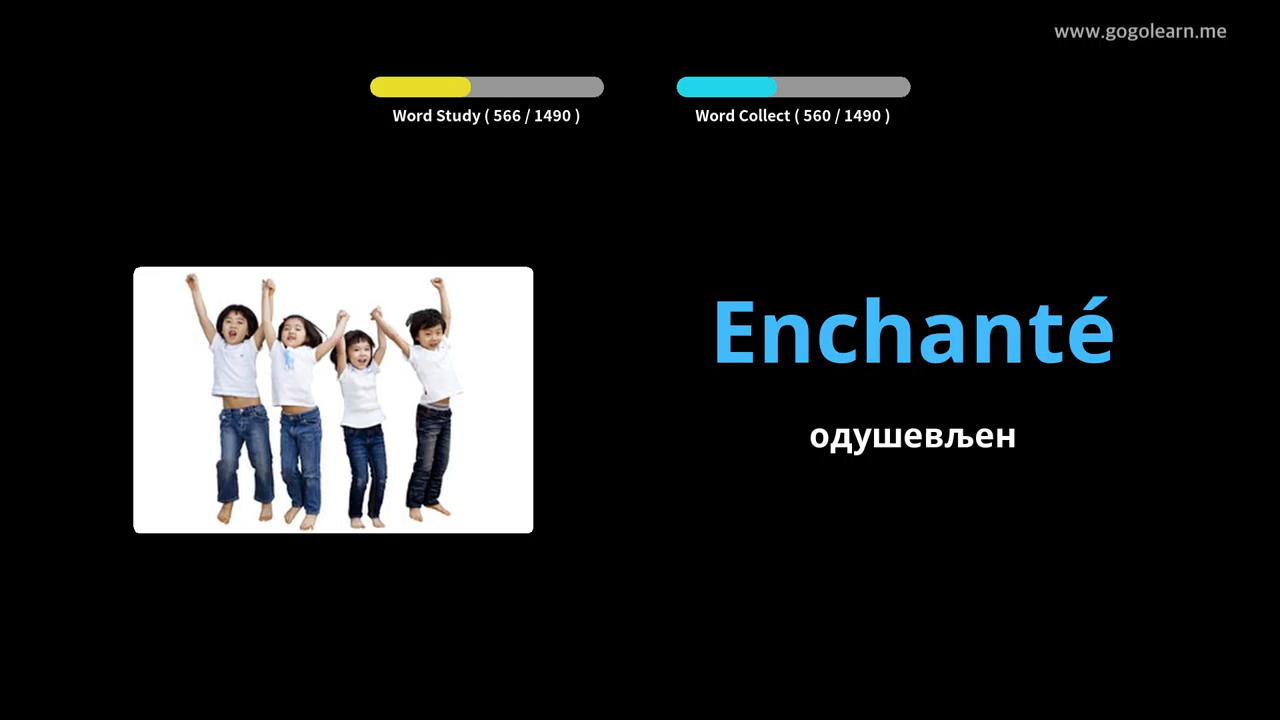 www.gogolearn.me
Word Study ( 566 / 1490 )
Word Collect ( 560 / 1490 )
Enchanté
одушевљен